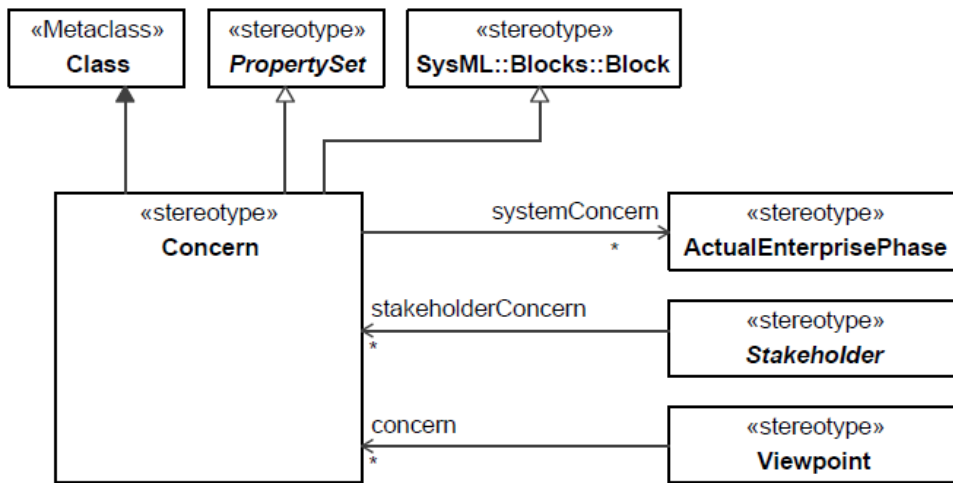 «Metaclass»
Class
«stereotype»
PropertySet
«stereotype»
SysML::Blocks::Block
«stereotype»
Concern
systemConcern
*
«stereotype»
ActualEnterprisePhase
stakeholderConcern
*
«stereotype»
Stakeholder
concern
*
«stereotype»
Viewpoint